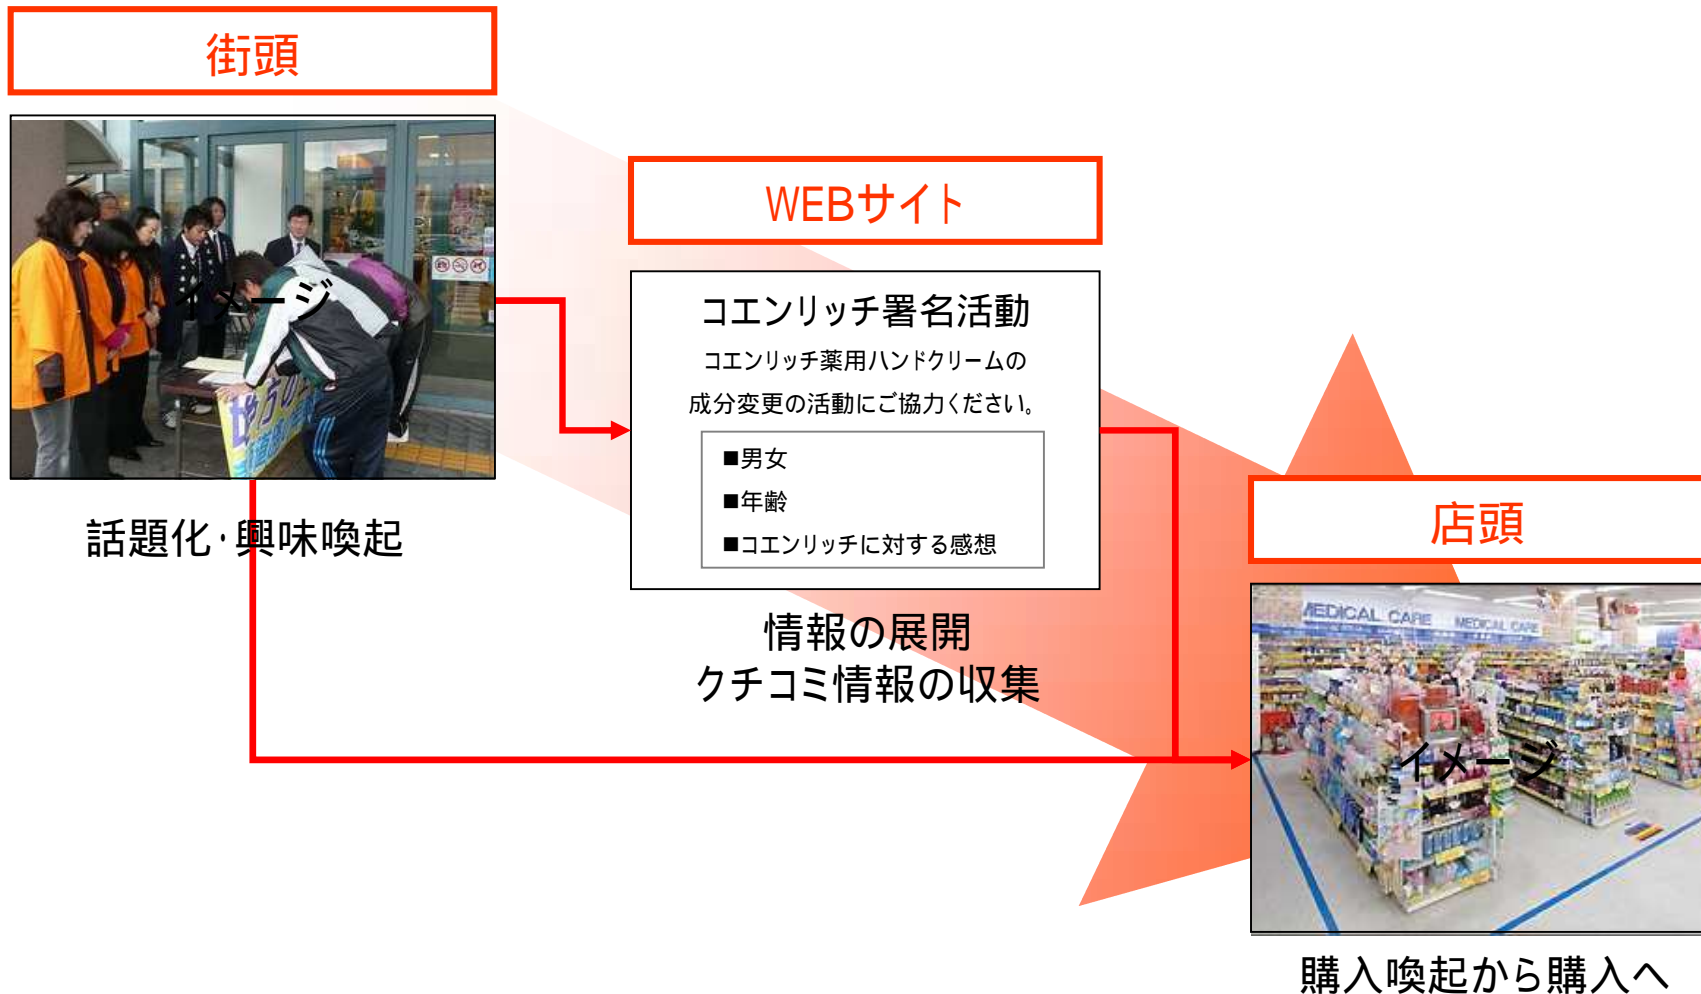 街頭
イメージ
話題化・興味喚起
WEBサイト
コエンリッチ署名活動
コエンリッチ薬用ハンドクリームの
成分変更の活動にご協力ください。
■男女
■年齢
■コエンリッチに対する感想
情報の展開
クチコミ情報の収集
店頭
MEDICAL CARE
MEDICAL CARE
イメージ
購入喚起から購入へ